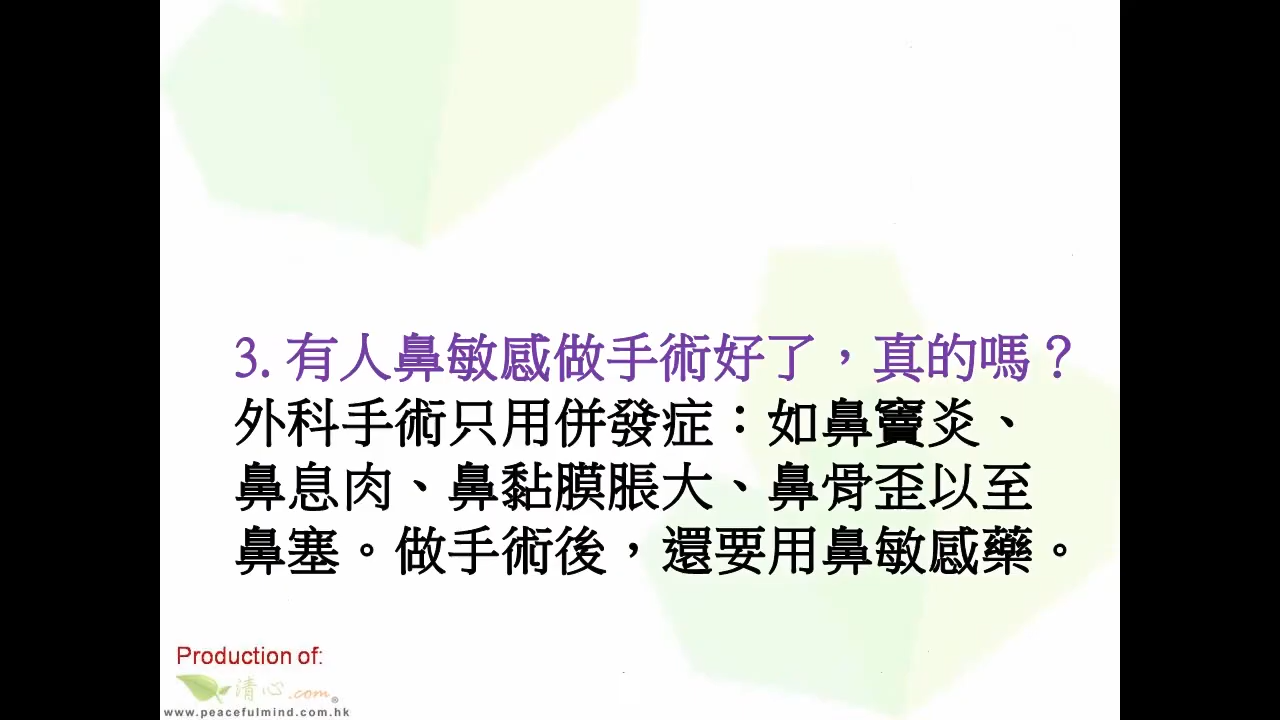 3. 有人鼻敏感做手術好了，真的嗎？
外科手術只用併發症：如鼻竇炎、
鼻息肉、鼻黏膜脹大、鼻骨歪以至
鼻塞。做手術後，還要用鼻敏感藥。
Production of:
清心.com®
www.peacefulmind.com.hk